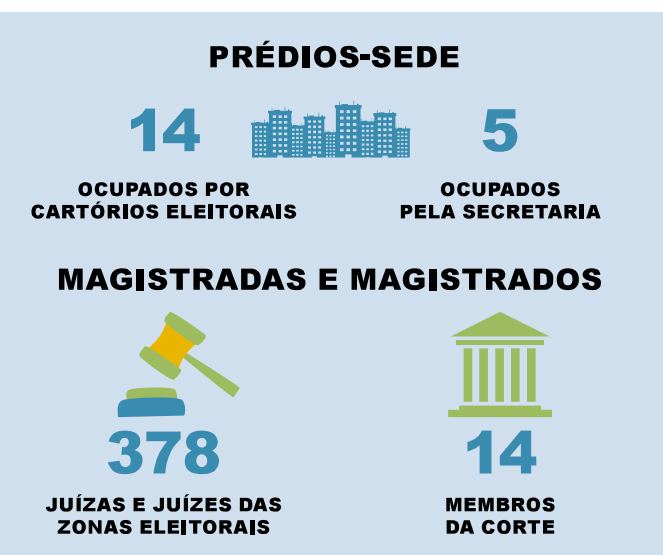 PRÉDIOS-SEDE
14
OCUPADOS POR
CARTÓRIOS ELEITORAIS
5
OCUPADOS
PELA SECRETARIA
MAGISTRADAS E MAGISTRADOS
378
JUÍZAS E JUÍZES DAS
ZONAS ELEITORAIS
14
MEMBROS
DA CORTE